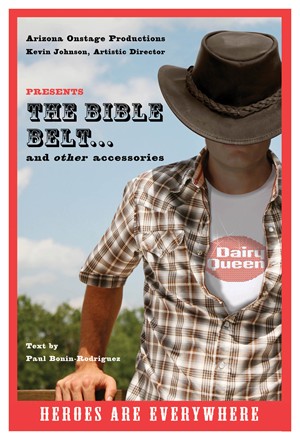 Arizona Onstage Productions
Kevin Johnson, Artistic Director
PRESENTS
THE BIBLE
BELT...
and other accessories
Dairy
Queen
Text by
Paul Bonin-Rodriguez
HEROES ARE EVERYWHERE